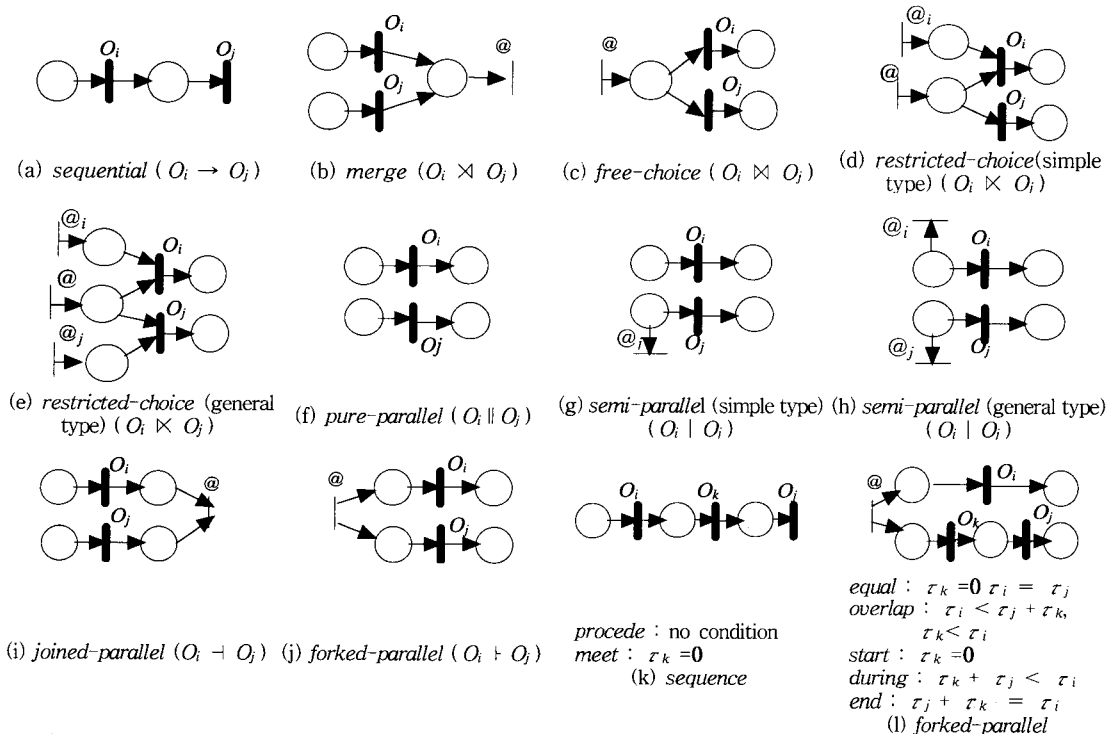 O_i O_j
(a) sequential ( O_i → O_j )
O_i @
O_j
(b) merge (O_i ⋊ O_j )
@ O_i
O_j
(c) free-choice ( O_i ⋈ O_j )
@_i O_i
@ O_j
(d) restricted-choice(simple
type) ( O_i ⋉ O_j )
@_i O_i
@ O_j
@_j
(e) restricted-choice (general
type) ( O_i ⋉ O_j )
O_i
O_j
(f) pure-parallel ( O_i ∥ O_j )
O_i
@_j O_j
(g) semi-parallel (simple type)
(O_i | O_j)
@_i O_i
@_j O_j
(h) semi-parallel (general type)
(O_i | O_j)
O_i @
O_j
(i) joined-parallel (O_i ⊣ O_j )
@ O_i
O_j
(j) forked-parallel ( O_i ⊦ O_j )
O_i O_k O_j
procede : no condition
meet : τ_k =0
(k) sequence
@ O_i
O_k O_j
equal : τ_k =0 τ_i = τ_j
overlap : τ_i < τ_j + τ_k,
τ_k < τ_i
start : τ_k =0
during : τ_k + τ_j < τ_i
end : τ_j + τ_k = τ_i
(l) forked-parallel